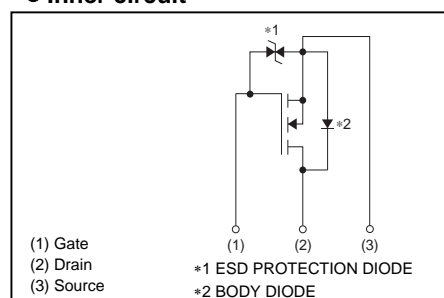 Inner circuit
*1
*2
(1) (2) (3)
(1) Gate
(2) Drain
(3) Source
*1 ESD PROTECTION DIODE
*2 BODY DIODE